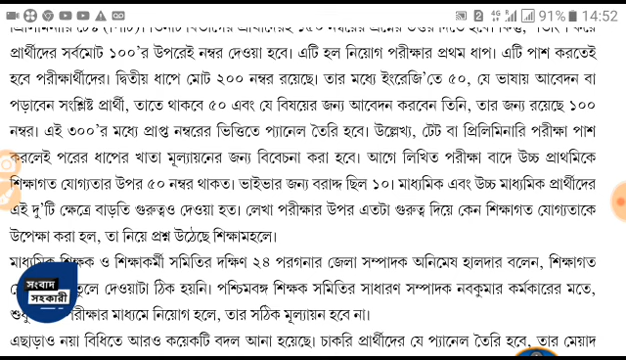 4G 91% 14:52
প্রার্থীদের সর্বমোট ১০০'র উপরেই নম্বর দেওয়া হবে। এটি হল নিয়োগ পরীক্ষার প্রথম ধাপ। এটি পাশ করতেই
হবে পরীক্ষার্থীদের। দ্বিতীয় ধাপে মোট ২০০ নম্বর রয়েছে। তার মধ্যে ইংরেজি'তে ৫০, যে ভাষায় আবেদন বা
পড়াবেন সংশ্লিষ্ট প্রার্থী, তাতে থাকবে ৫০ এবং যে বিষয়ের জন্য আবেদন করবেন তিনি, তার জন্য রয়েছে ১০০
নম্বর। এই ৩০০'র মধ্যে প্রাপ্ত নম্বরের ভিত্তিতে প্যানেল তৈরি হবে। উল্লেখ্য, টেট বা প্রিলিমিনারি পরীক্ষা পাশ
করলেই পরের ধাপের খাতা মূল্যায়নের জন্য বিবেচনা করা হবে। আগে লিখিত পরীক্ষা বাদে উচ্চ প্রাথমিকে
শিক্ষাগত যোগ্যতার উপর ৫০ নম্বর থাকত। ভাইভার জন্য বরাদ্দ ছিল ১০। মাধ্যমিক এবং উচ্চ মাধ্যমিক প্রার্থীদের
এই দু'টি ক্ষেত্রে বাড়তি গুরুত্বও দেওয়া হত। লেখা পরীক্ষার উপর এতটা গুরুত্ব দিয়ে কেন শিক্ষাগত যোগ্যতাকে
উপেক্ষা করা হল, তা নিয়ে প্রশ্ন উঠেছে শিক্ষামহলে।
মাধ্যমিক শিক্ষক ও শিক্ষাকর্মী সমিতির দক্ষিণ ২৪ পরগনার জেলা সম্পাদক অনিমেষ হালদার বলেন, শিক্ষাগত
তুলে দেওয়াটা ঠিক হয়নি। পশ্চিমবঙ্গ শিক্ষক সমিতির সাধারণ সম্পাদক নবকুমার কর্মকারের মতে,
পরীক্ষার মাধ্যমে নিয়োগ হলে, তার সঠিক মূল্যায়ন হবে না।
সংবাদ
সহকারী
এছাড়াও নয়া বিধিতে আরও কয়েকটি বদল আনা হয়েছে। চাকরি প্রার্থীদের যে প্যানেল তৈরি হবে, তার মেয়াদ